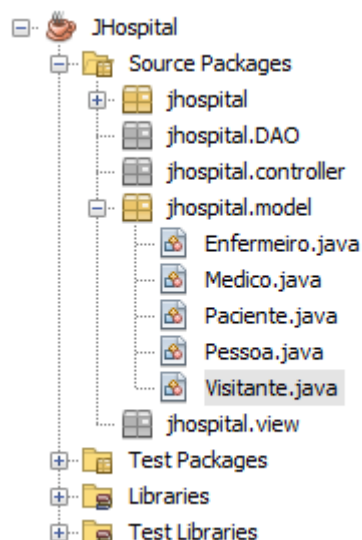 JHospital
Source Packages
jhospital
jhospital.DAO
jhospital.controller
jhospital.model
Enfermeiro.java
Medico.java
Paciente.java
Pessoa.java
Visitante.java
jhospital.view
Test Packages
Libraries
Test Libraries